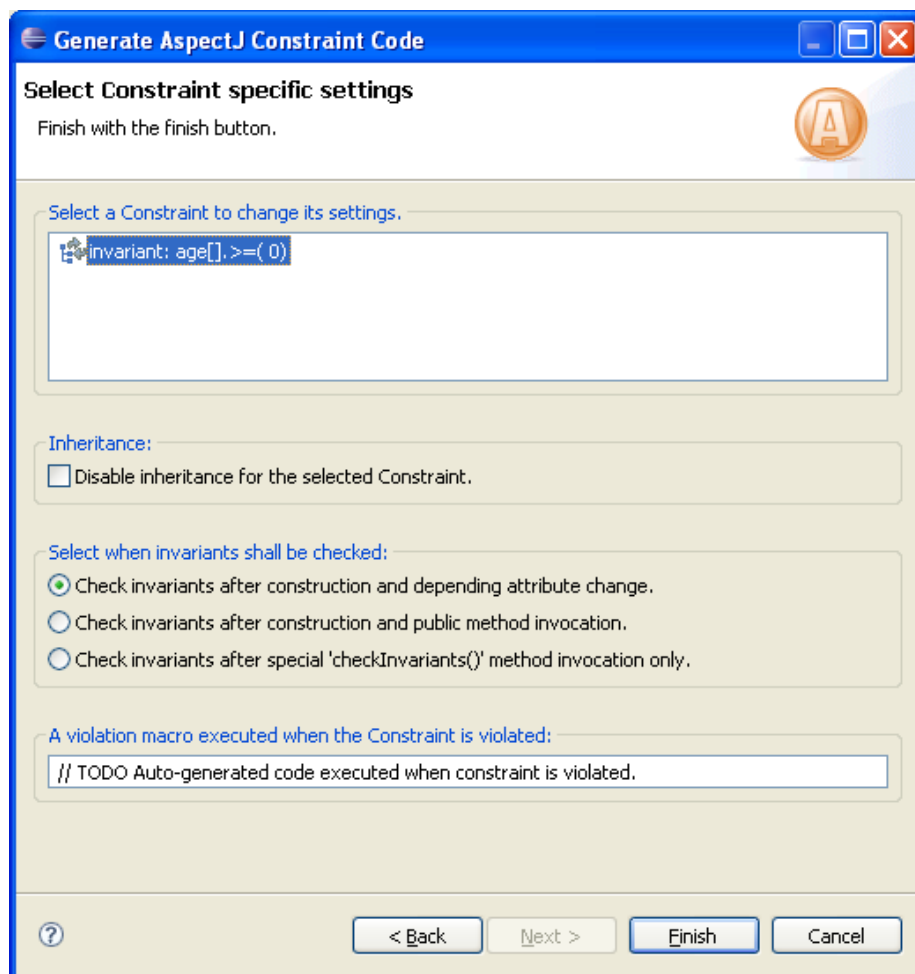 Generate AspectJ Constraint Code
Select Constraint specific settings
Finish with the finish button.
A
Select a Constraint to change its settings.
invariant: age[]. >=( 0)
Inheritance:
Disable inheritance for the selected Constraint.
Select when invariants shall be checked:
Check invariants after construction and depending attribute change.
Check invariants after construction and public method invocation.
Check invariants after special 'checkInvariants()' method invocation only.
A violation macro executed when the Constraint is violated:
// TODO Auto-generated code executed when constraint is violated.
? < Back Next > Finish Cancel